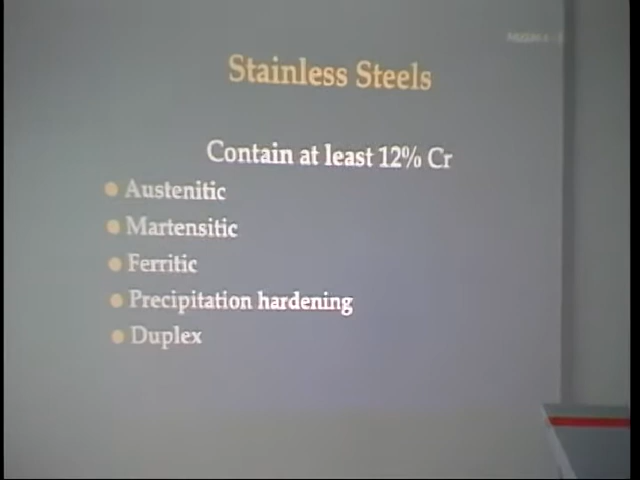 Stainless Steels
Contain at least 12% Cr
Austenitic
Martensitic
Ferritic
Precipitation hardening
Duplex